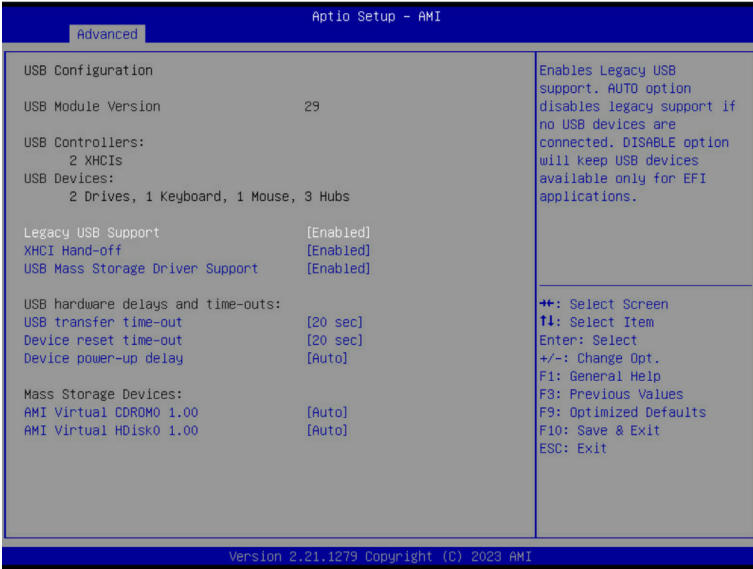 Aptio Setup – AMI
Advanced
USB Configuration
USB Module Version 29
USB Controllers:
2 XHCIs
USB Devices:
2 Drives, 1 Keyboard, 1 Mouse, 3 Hubs
Legacy USB Support [Enabled]
XHCI Hand-off [Enabled]
USB Mass Storage Driver Support [Enabled]
USB hardware delays and time-outs:
USB transfer time-out [20 sec]
Device reset time-out [20 sec]
Device power-up delay [Auto]
Mass Storage Devices:
AMI Virtual CDROM0 1.00 [Auto]
AMI Virtual HDisk0 1.00 [Auto]
Enables Legacy USB
support. AUTO option
disables legacy support if
no USB devices are
connected. DISABLE option
will keep USB devices
available only for EFI
applications.
→←: Select Screen
↑↓: Select Item
Enter: Select
+/-: Change Opt.
F1: General Help
F3: Previous Values
F9: Optimized Defaults
F10: Save & Exit
ESC: Exit
Version 2.21.1279 Copyright (C) 2023 AMI